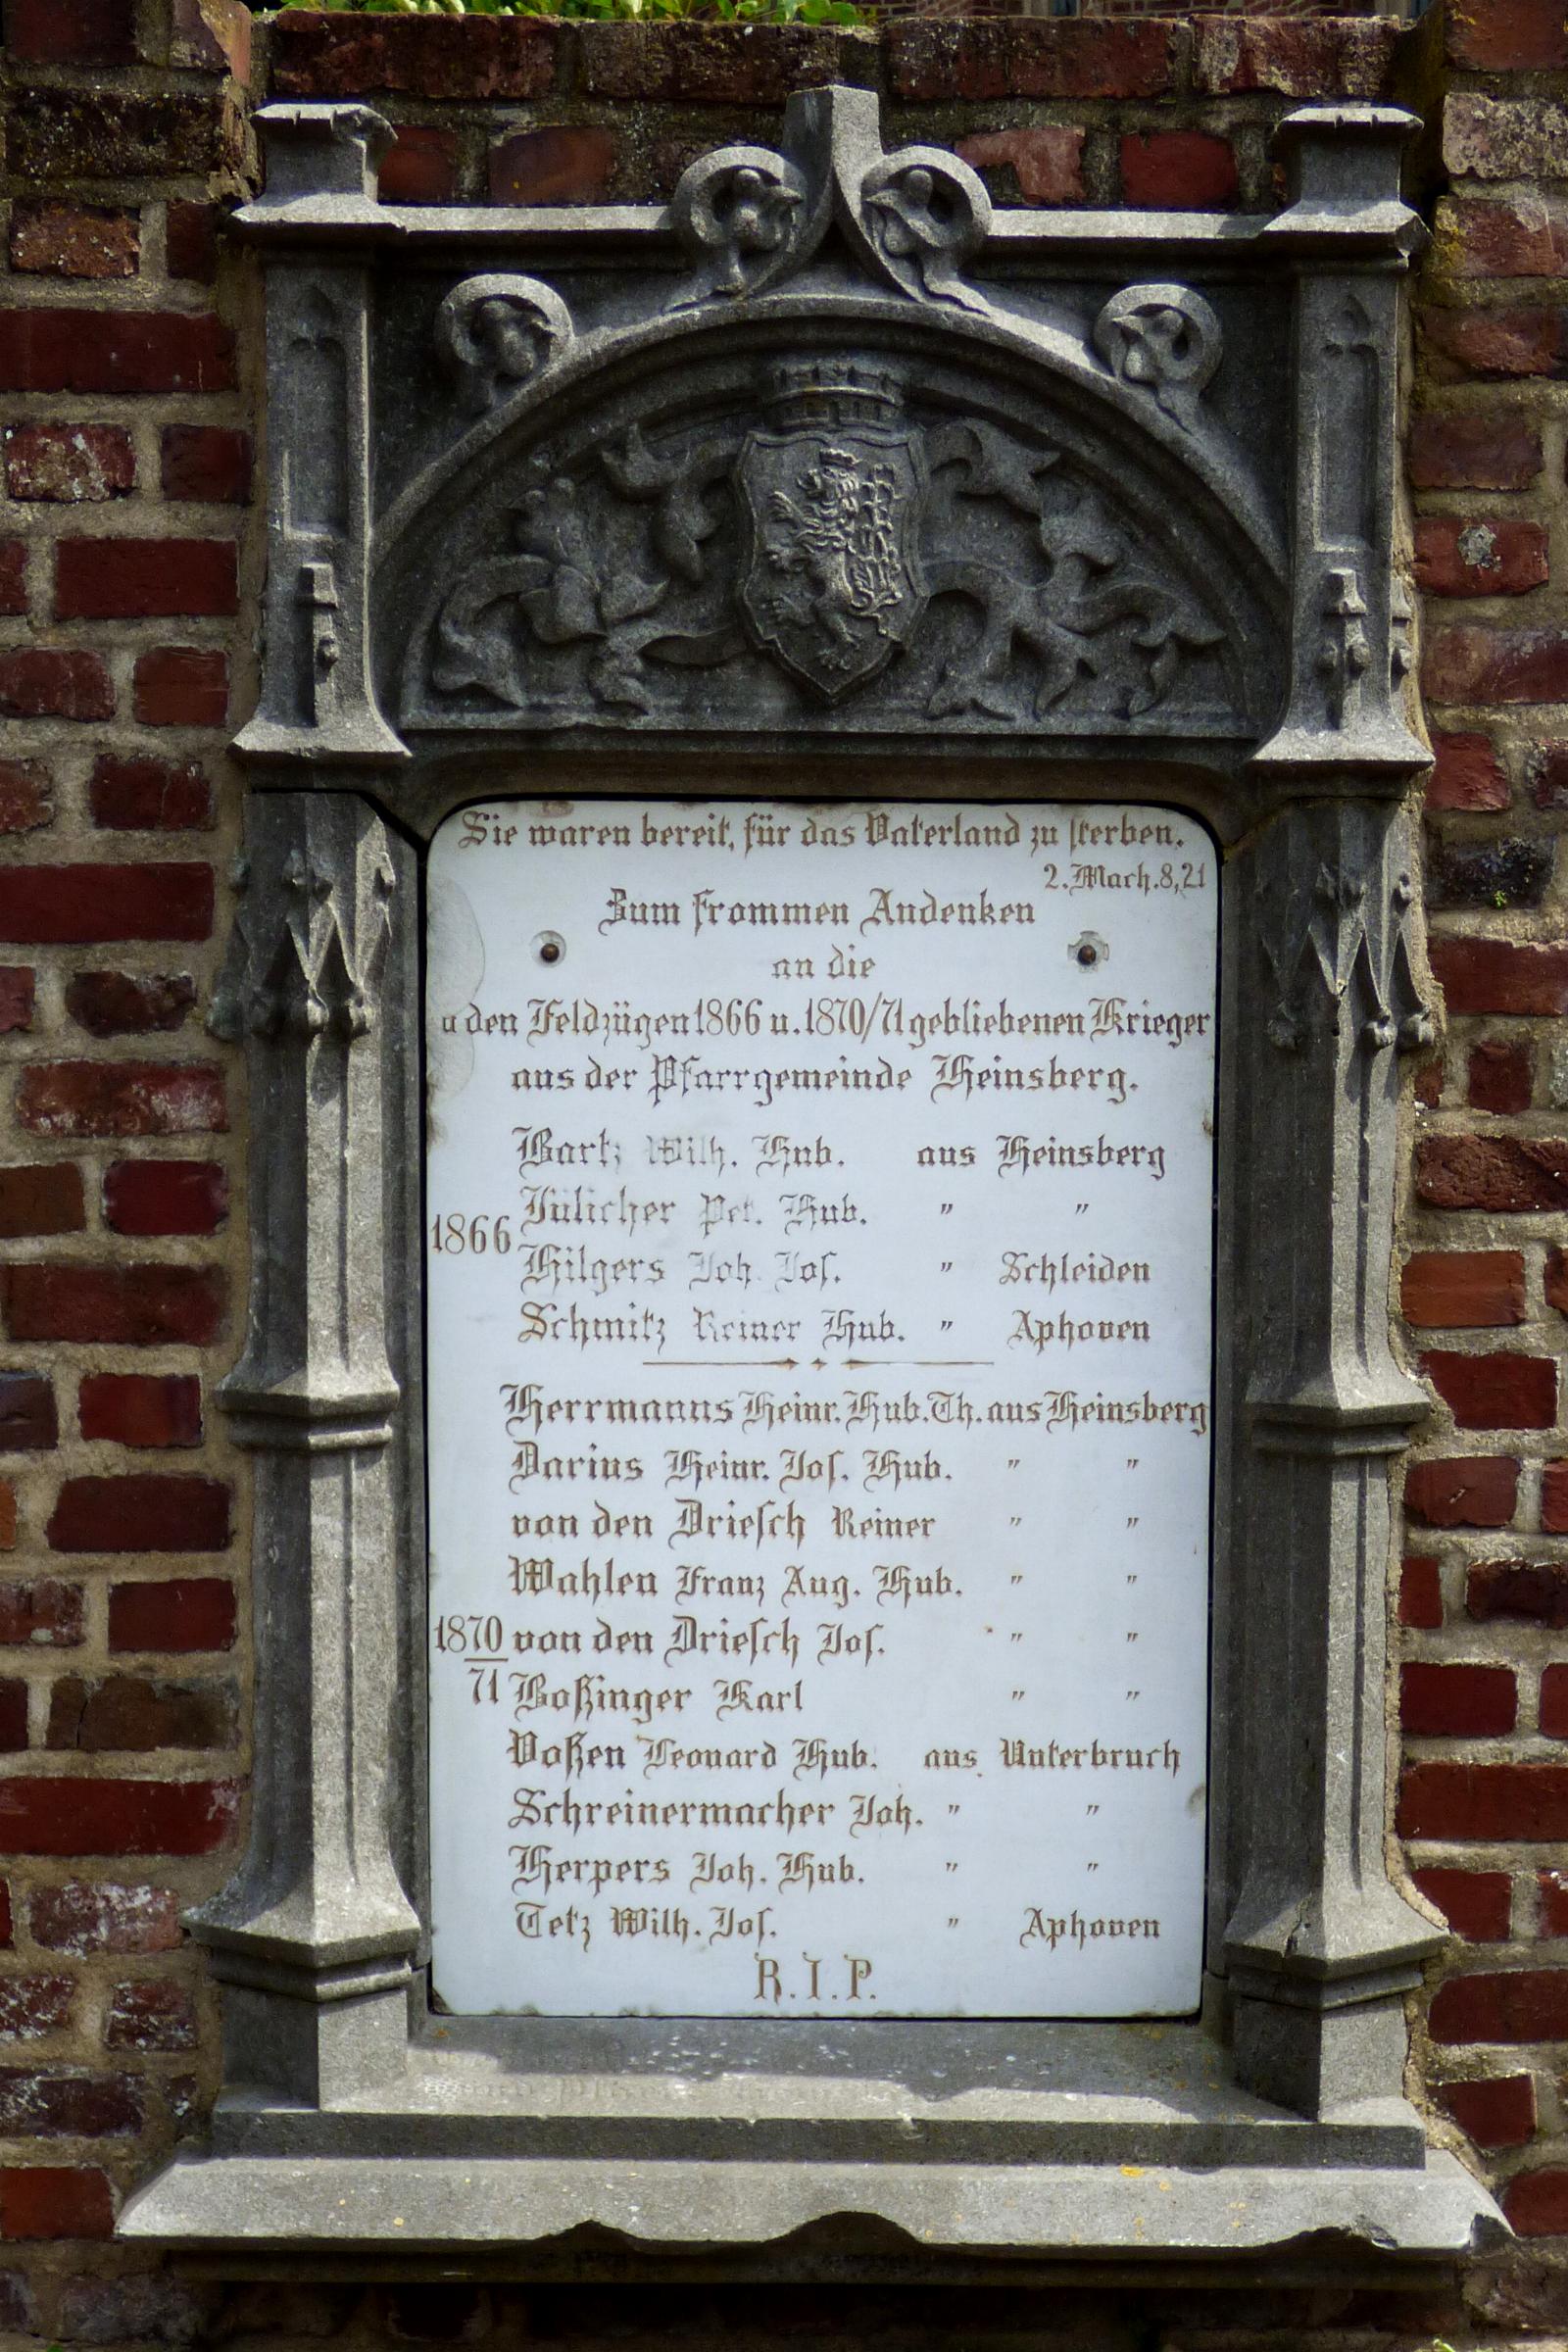 Sie waren bereit, für das Vaterland zu sterben.
2. Mach. 8, 21
Zum frommen Andenken
an die
den Feldzügen 1866 u. 1870/71 gebliebenen Krieger
aus der Pfarrgemeinde Heinsberg.
Bartz Wilh. Hub. aus Heinsberg
Jülicher Pet. Hub. " "
1866
Hilgers Joh. Jos. " Schleiden
Schmitz Reiner Hub. " Aphoven
Herrmanns Heinr. Hub. Th. aus Heinsberg
Darius Heinr. Jos. Hub. " "
von den Driesch Reiner " "
Wahlen Franz Aug. Hub. " "
1870 von den Driesch Jos. " "
71 Boßinger Karl " "
Voßen Leonard Hub. aus Unterbruch
Schreinermacher Joh. " "
Herpers Joh. Hub. " "
Tetz Wilh. Jos. " Aphoven
R.I.P.